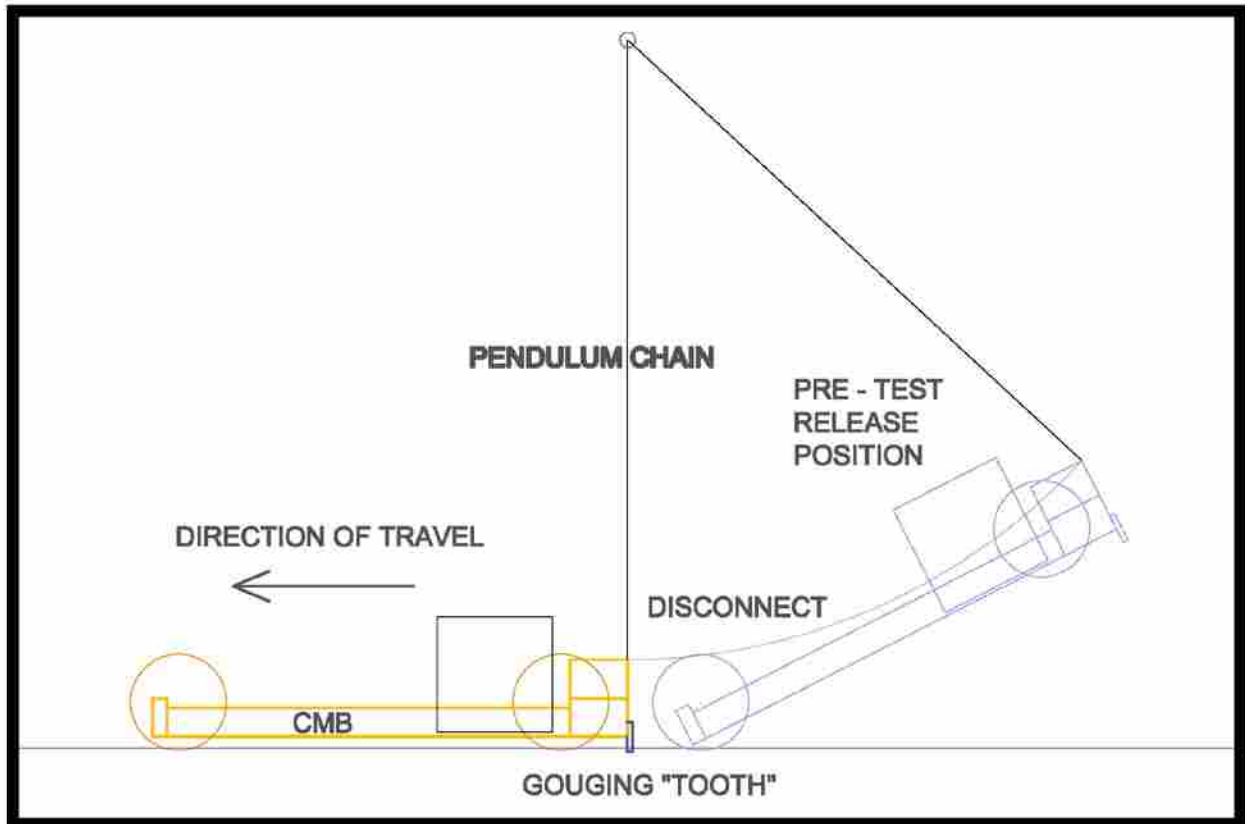 PENDULUM CHAIN
PRE - TEST
RELEASE
POSITION
DIRECTION OF TRAVEL
DISCONNECT
CMB
GOUGING "TOOTH"